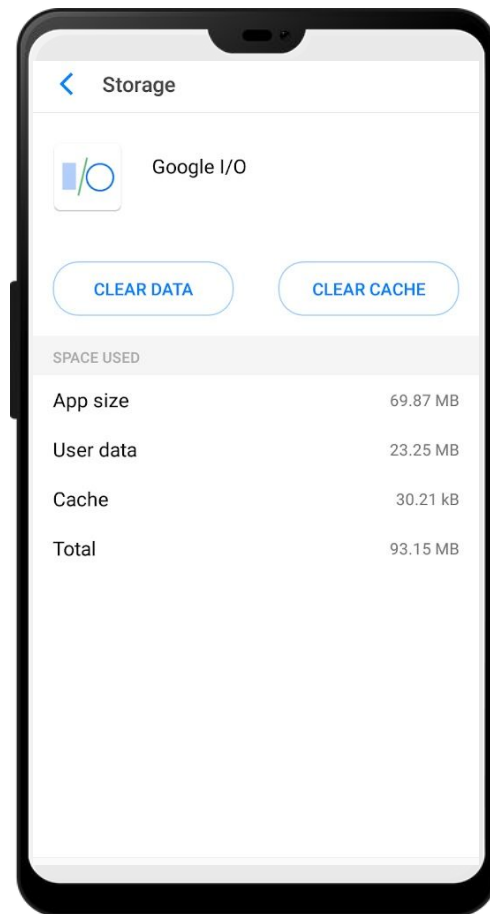 Storage
I/O
Google I/O
CLEAR DATA
CLEAR CACHE
SPACE USED
App size 69.87 MB
User data 23.25 MB
Cache 30.21 kB
Total 93.15 MB